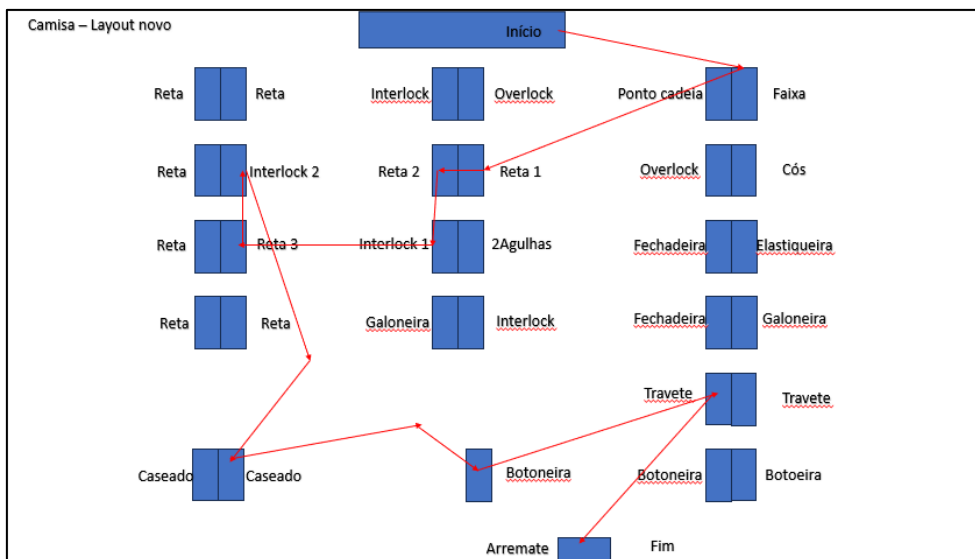 Camisa – Layout novo
Início
Reta Reta Interlock Overlock Ponto cadeia Faixa
Reta Interlock 2 Reta 2 Reta 1 Overlock Cós
Reta Reta 3 Interlock 1 2Agulhas Fechadeira Elastiqueira
Reta Reta Galoneira Interlock Fechadeira Galoneira
Travete Travete
Caseado Caseado Botoneira Botoneira Botoeira
Arremate Fim